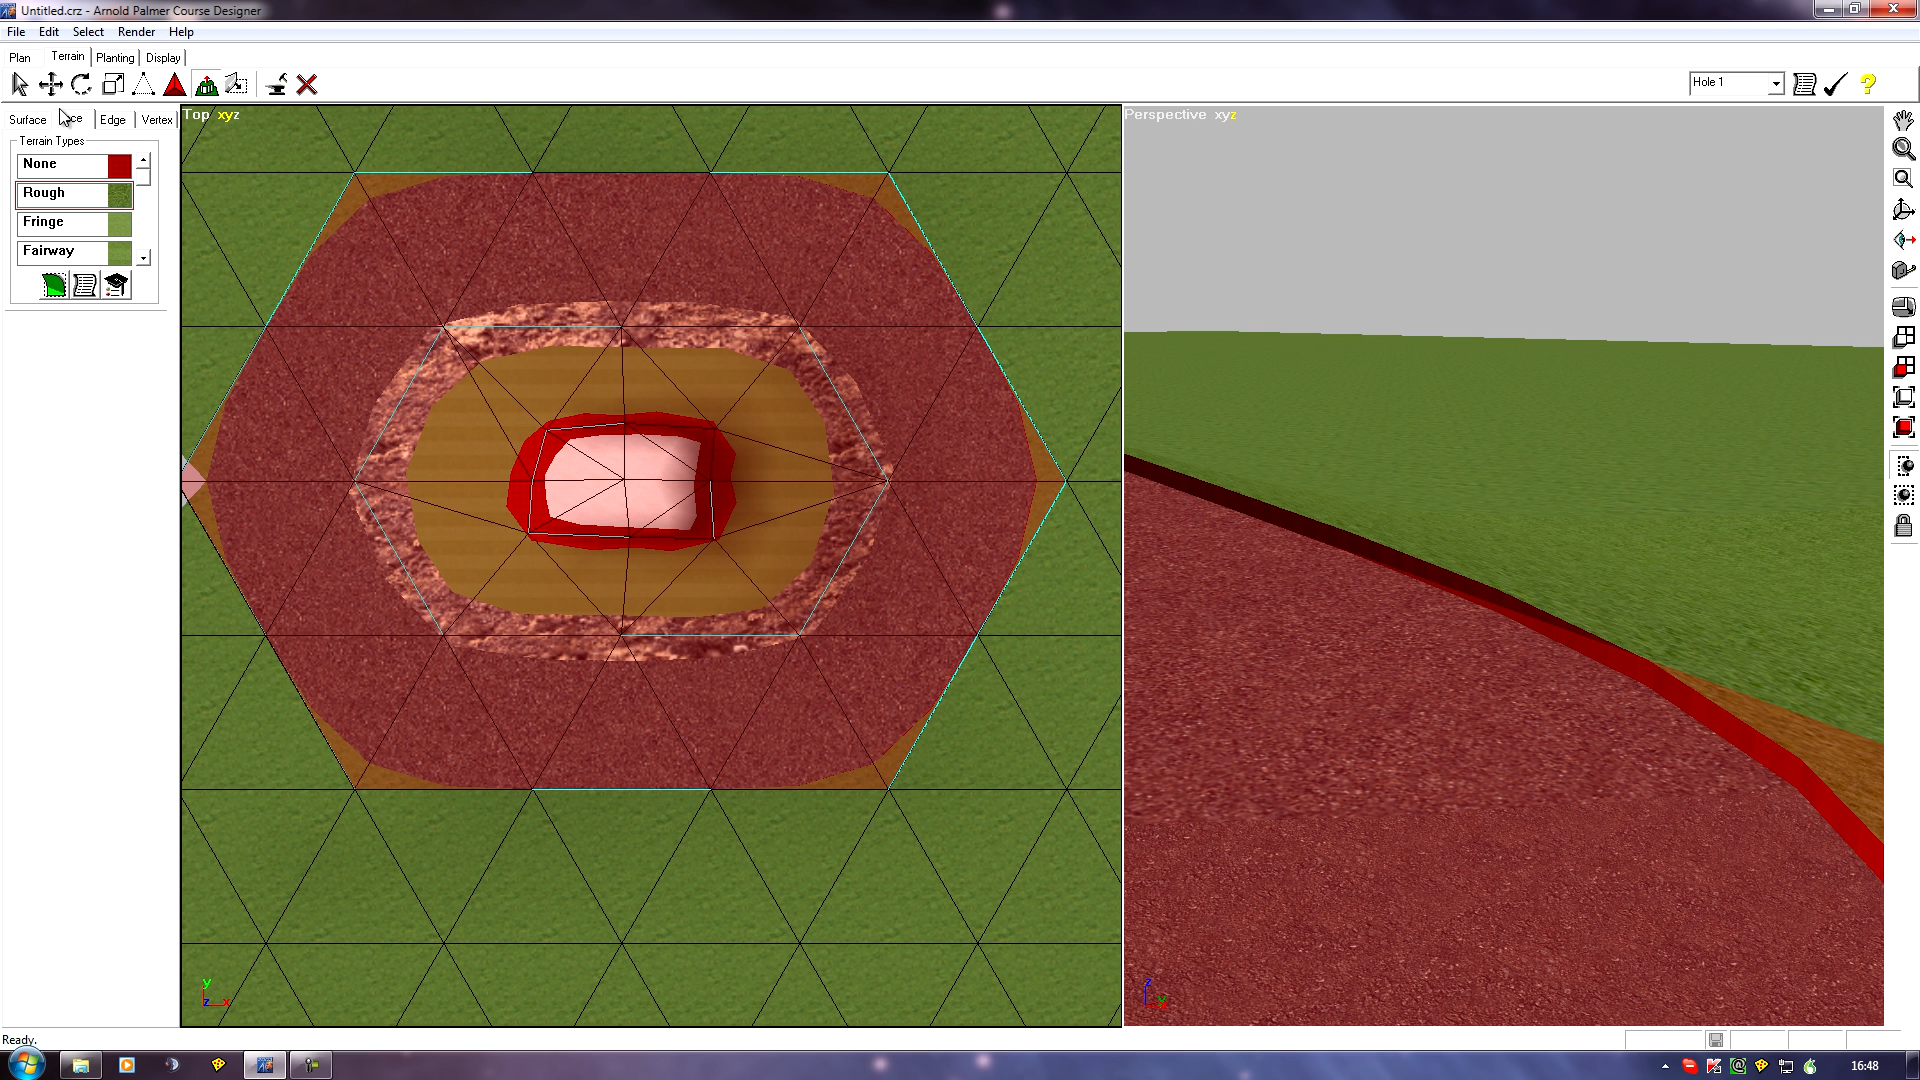 Untitled.crz - Arnold Palmer Course Designer
File Edit Select Render Help
Plan Terrain Planting Display
Hole 1
Surface ce Edge Vertex
Terrain Types
None
Rough
Fringe
Fairway
Top xyz
Perspective xyz
y
z x
z
y
Ready.
16:48